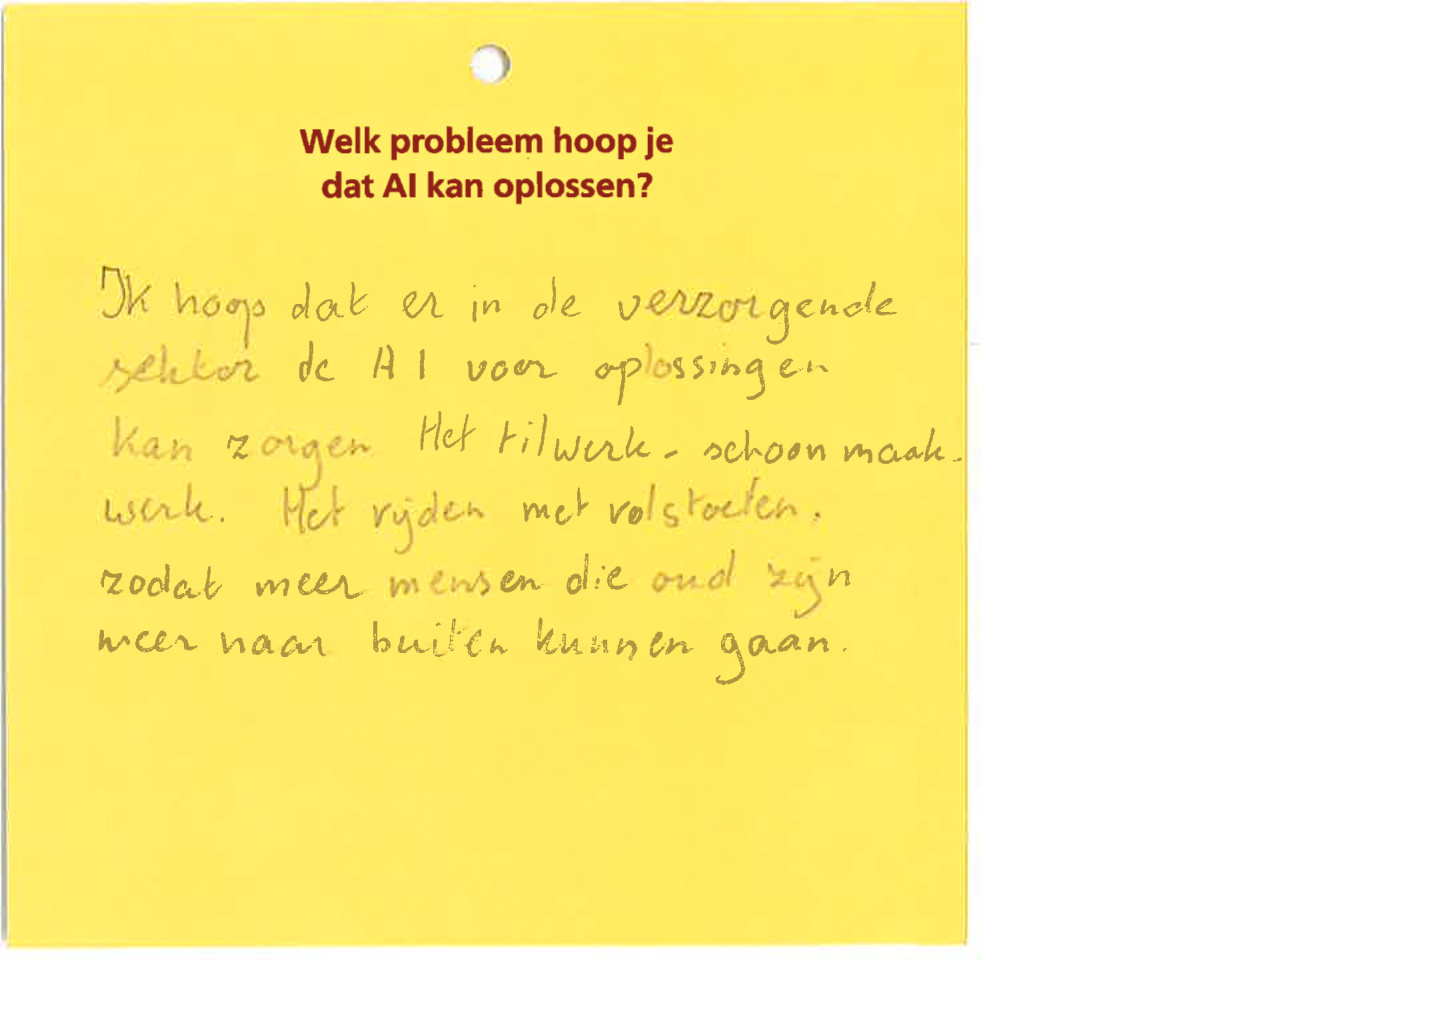 Welk probleem hoop je
dat AI kan oplossen?
Ik hoop dat er in de verzorgende
sektor de AI voor oplossingen
kan zorgen. Het tilwerk - schoonmaak-
werk. Het rijden met rolstoelen,
zodat meer mensen die oud zijn
meer naar buiten kunnen gaan.